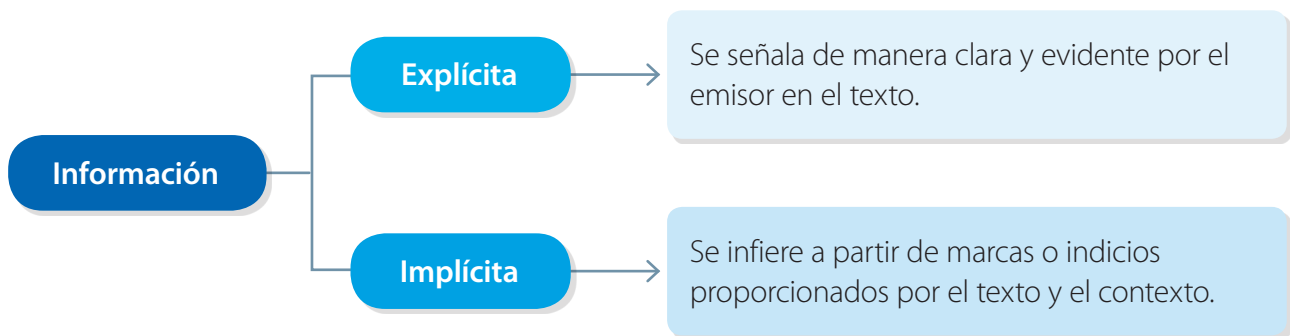 Información
Explícita
Se señala de manera clara y evidente por el
emisor en el texto.
Implícita
Se infiere a partir de marcas o indicios
proporcionados por el texto y el contexto.